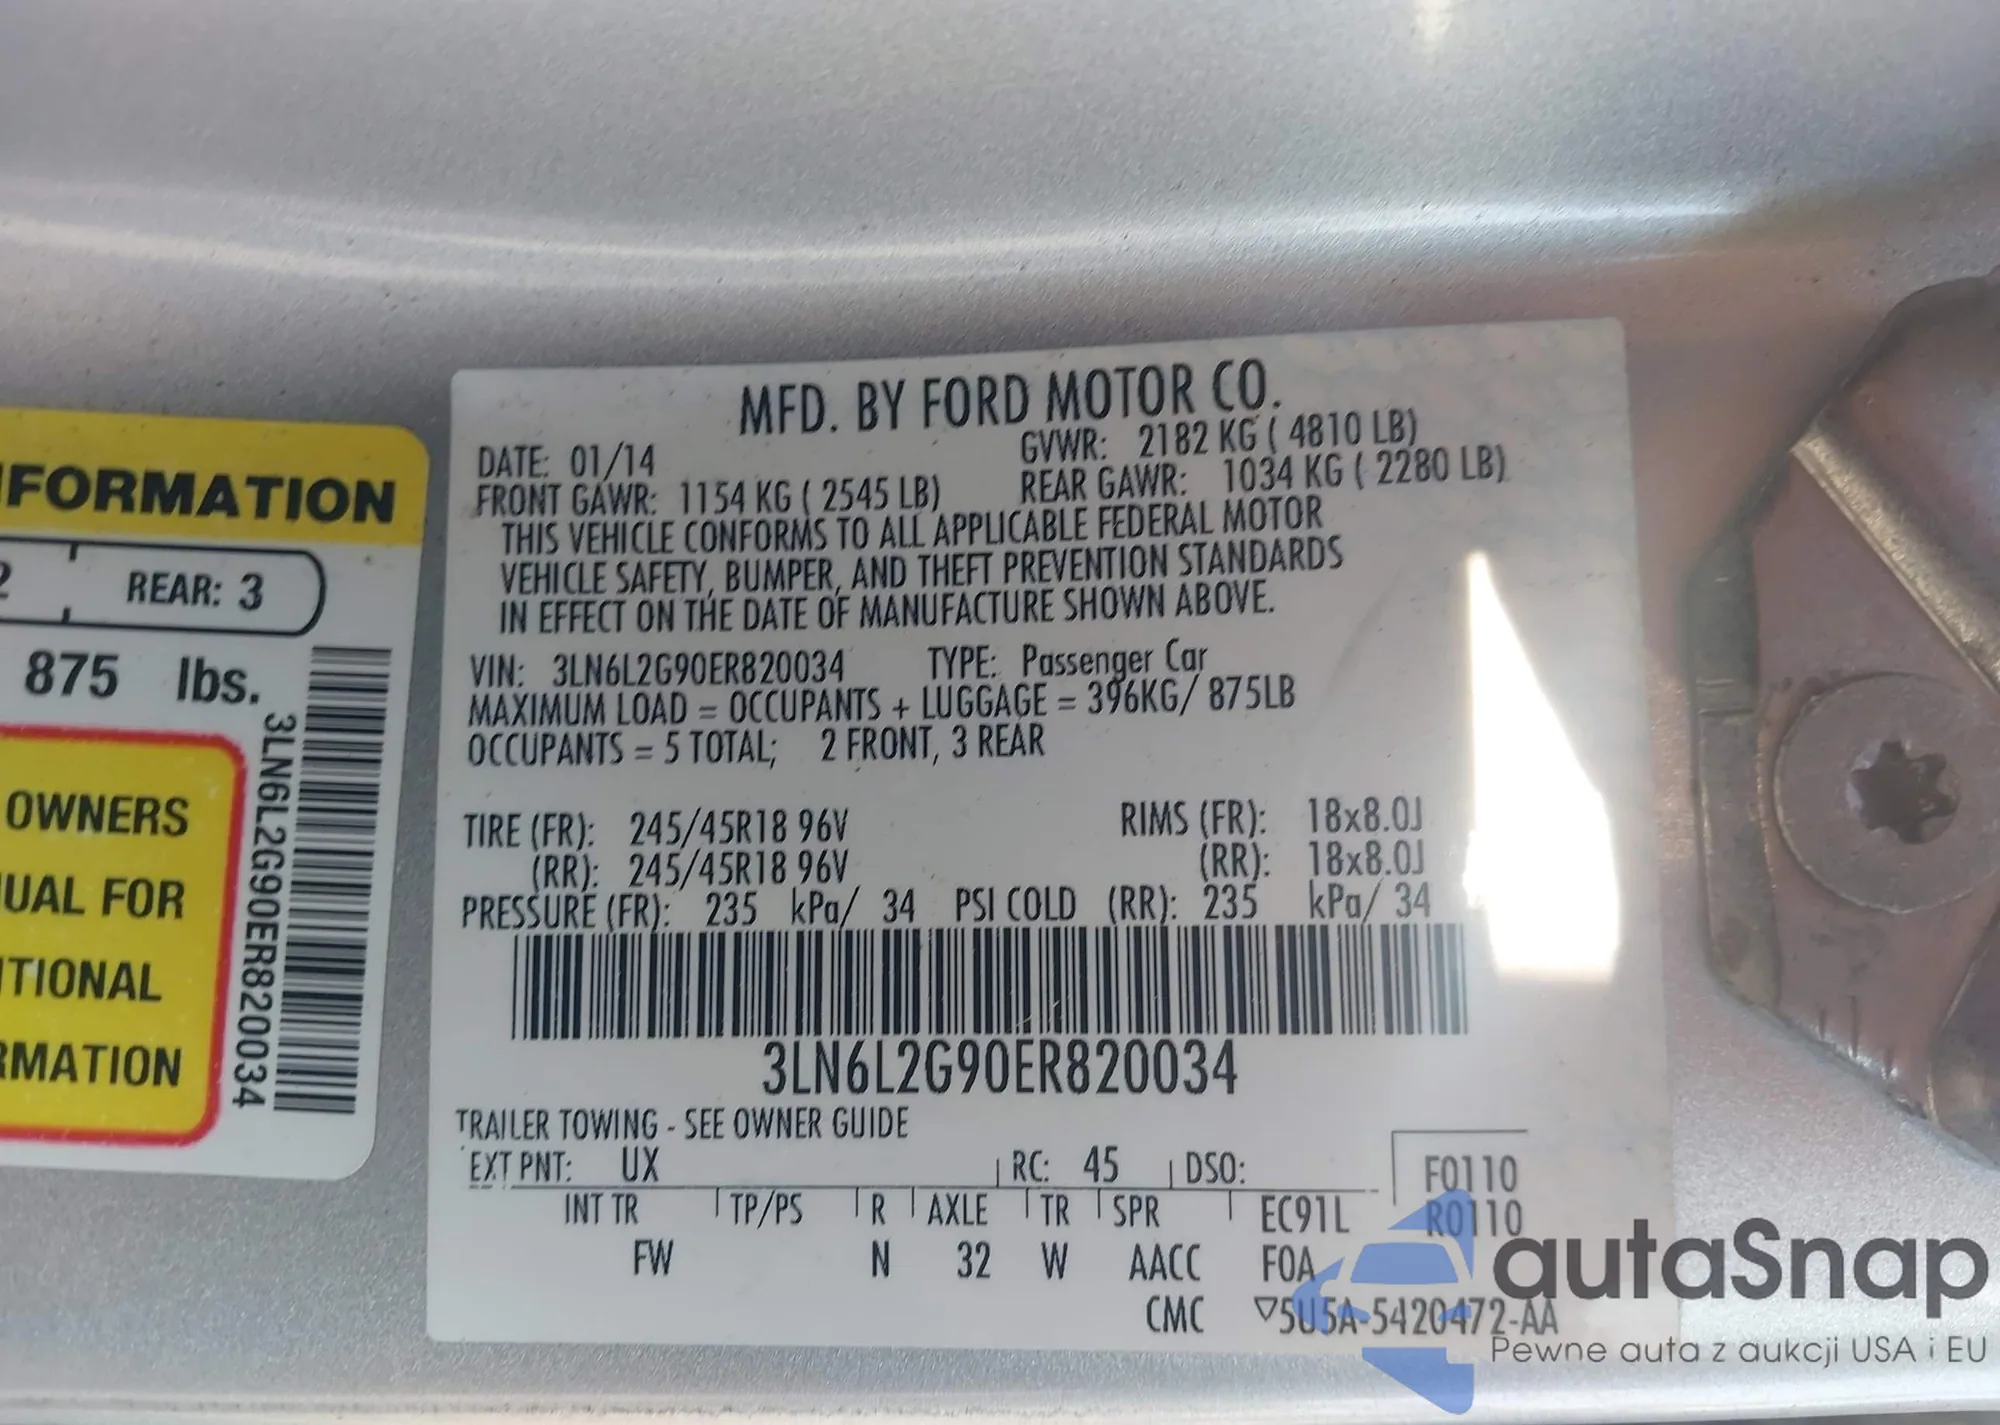 NFORMATION
2 REAR: 3
875 lbs.
OWNERS
UAL FOR
TIONAL
RMATION
3LN6L2G90ER820034
MFD. BY FORD MOTOR CO.
DATE: 01/14 GVWR: 2182 KG ( 4810 LB)
FRONT GAWR: 1154 KG ( 2545 LB) REAR GAWR: 1034 KG ( 2280 LB)
THIS VEHICLE CONFORMS TO ALL APPLICABLE FEDERAL MOTOR
VEHICLE SAFETY, BUMPER, AND THEFT PREVENTION STANDARDS
IN EFFECT ON THE DATE OF MANUFACTURE SHOWN ABOVE.
VIN: 3LN6L2G90ER820034 TYPE: Passenger Car
MAXIMUM LOAD = OCCUPANTS + LUGGAGE = 396KG/ 875LB
OCCUPANTS = 5 TOTAL; 2 FRONT, 3 REAR
TIRE (FR): 245/45R18 96V RIMS (FR): 18x8.0J
(RR): 245/45R18 96V (RR): 18x8.0J
PRESSURE (FR): 235 kPa/ 34 PSI COLD (RR): 235 kPa/ 34
3LN6L2G90ER820034
TRAILER TOWING - SEE OWNER GUIDE
EXT PNT: UX RC: 45 DSO: F0110
INT TR TP/PS R AXLE TR SPR EC91L R0110
FW N 32 W AACC F0A
CMC ▽5U5A-5420472-AA
autaSnap
Pewne auta z aukcji USA i EU